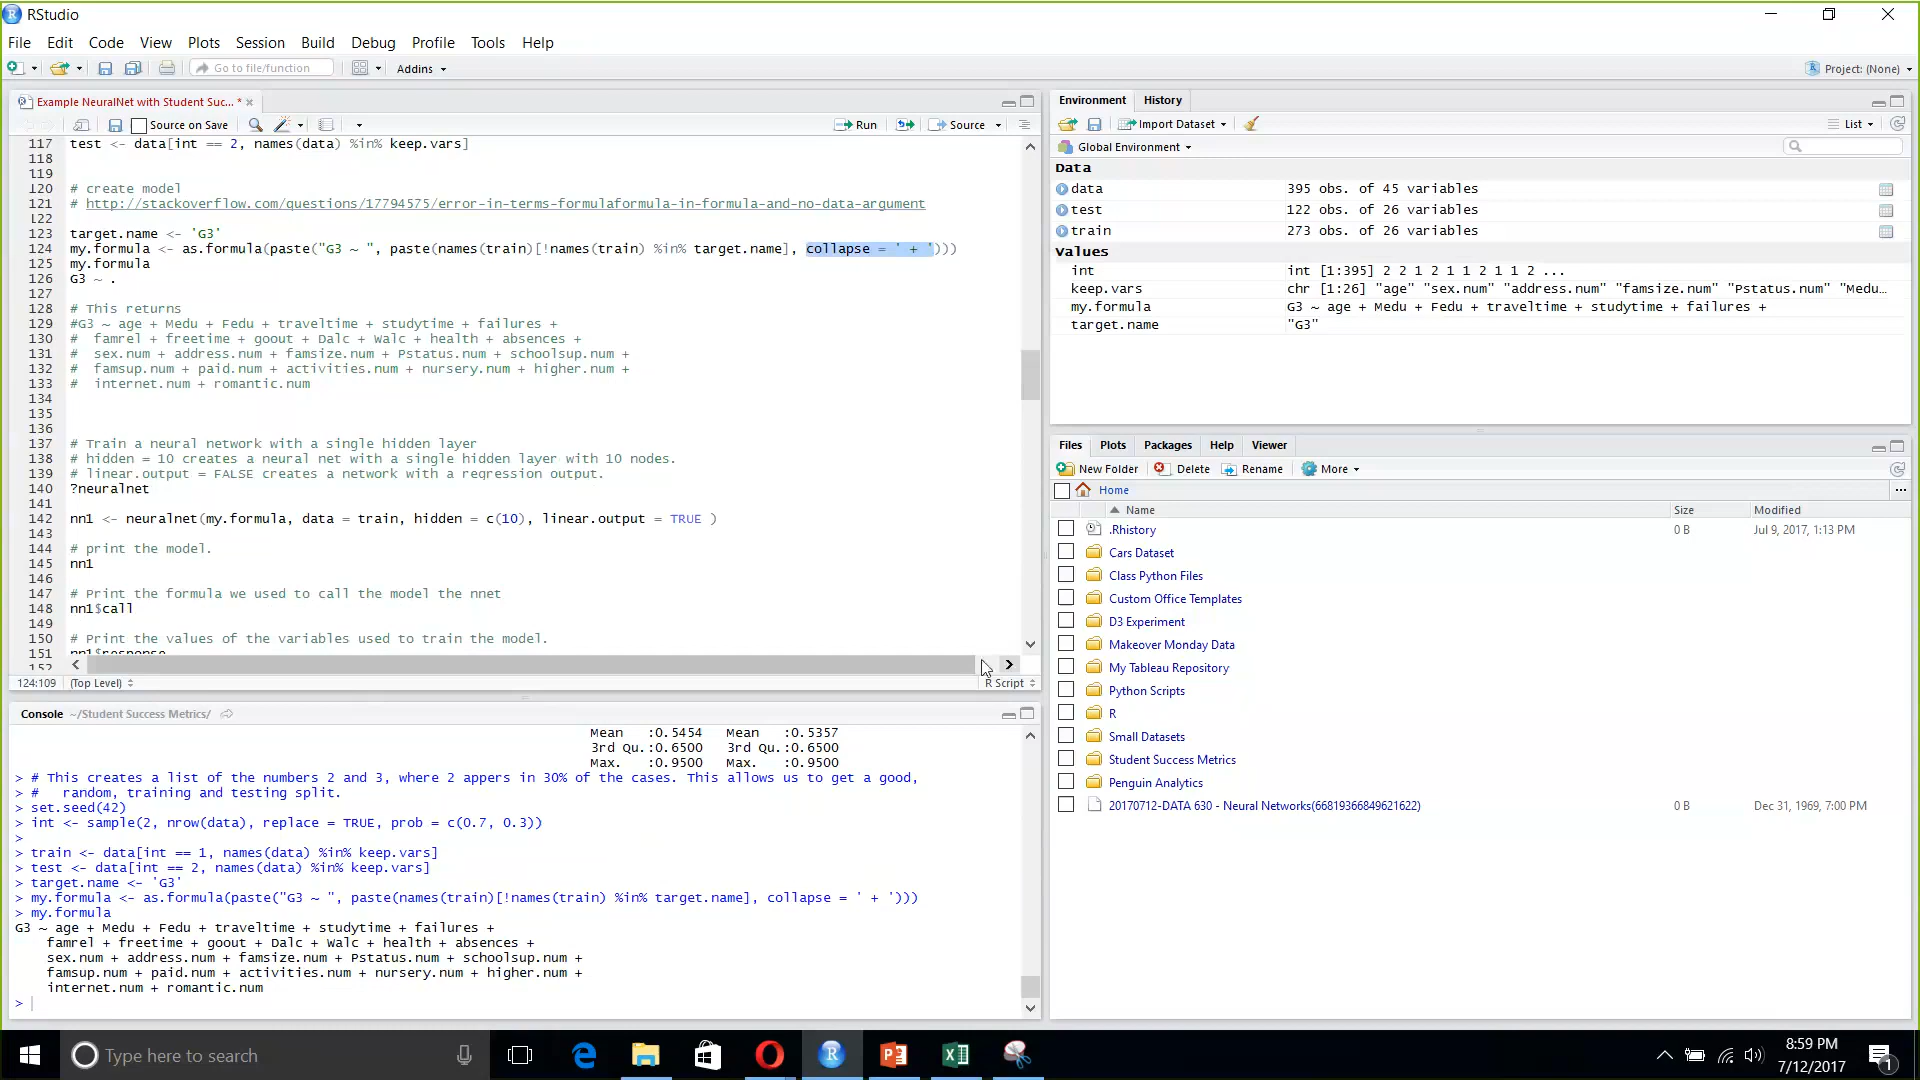 RStudio
File Edit Code View Plots Session Build Debug Profile Tools Help
Go to file/function Addins Project: (None)
Example NeuralNet with Student Suc... *
Source on Save Run Source
117 test <- data[int == 2, names(data) %in% keep.vars]
118
119
120 # create model
121 # http://stackoverflow.com/questions/17794575/error-in-terms-formulaformula-in-formula-and-no-data-argument
122
123 target.name <- 'G3'
124 my.formula <- as.formula(paste("G3 ~ ", paste(names(train)[!names(train) %in% target.name], collapse = ' + ')))
125 my.formula
126 G3 ~ .
127
128 # This returns
129 #G3 ~ age + Medu + Fedu + traveltime + studytime + failures +
130 #  famrel + freetime + goout + Dalc + Walc + health + absences +
131 #  sex.num + address.num + famsize.num + Pstatus.num + schoolsup.num +
132 #  famsup.num + paid.num + activities.num + nursery.num + higher.num +
133 #  internet.num + romantic.num
134
135
136
137 # Train a neural network with a single hidden layer
138 # hidden = 10 creates a neural net with a single hidden layer with 10 nodes.
139 # linear.output = FALSE creates a network with a regression output.
140 ?neuralnet
141
142 nn1 <- neuralnet(my.formula, data = train, hidden = c(10), linear.output = TRUE )
143
144 # print the model.
145 nn1
146
147 # Print the formula we used to call the model the nnet
148 nn1$call
149
150 # Print the values of the variables used to train the model.
151 nn1$response
152
124:109 (Top Level) R Script
Console ~/Student Success Metrics/
Mean :0.5454 Mean :0.5357
3rd Qu.:0.6500 3rd Qu.:0.6500
Max. :0.9500 Max. :0.9500
> # This creates a list of the numbers 2 and 3, where 2 appers in 30% of the cases. This allows us to get a good,
> #   random, training and testing split.
> set.seed(42)
> int <- sample(2, nrow(data), replace = TRUE, prob = c(0.7, 0.3))
>
> train <- data[int == 1, names(data) %in% keep.vars]
> test <- data[int == 2, names(data) %in% keep.vars]
> target.name <- 'G3'
> my.formula <- as.formula(paste("G3 ~ ", paste(names(train)[!names(train) %in% target.name], collapse = ' + ')))
> my.formula
G3 ~ age + Medu + Fedu + traveltime + studytime + failures +
    famrel + freetime + goout + Dalc + Walc + health + absences +
    sex.num + address.num + famsize.num + Pstatus.num + schoolsup.num +
    famsup.num + paid.num + activities.num + nursery.num + higher.num +
    internet.num + romantic.num
>
Environment History
Import Dataset List
Global Environment
Data
data 395 obs. of 45 variables
test 122 obs. of 26 variables
train 273 obs. of 26 variables
Values
int int [1:395] 2 2 1 2 1 1 2 1 1 2 ...
keep.vars chr [1:26] "age" "sex.num" "address.num" "famsize.num" "Pstatus.num" "Medu…
my.formula G3 ~ age + Medu + Fedu + traveltime + studytime + failures +
target.name "G3"
Files Plots Packages Help Viewer
New Folder Delete Rename More
Home ...
Name Size Modified
.Rhistory 0 B Jul 9, 2017, 1:13 PM
Cars Dataset
Class Python Files
Custom Office Templates
D3 Experiment
Makeover Monday Data
My Tableau Repository
Python Scripts
R
Small Datasets
Student Success Metrics
Penguin Analytics
20170712-DATA 630 - Neural Networks(66819366849621622) 0 B Dec 31, 1969, 7:00 PM
Type here to search
8:59 PM
7/12/2017
1